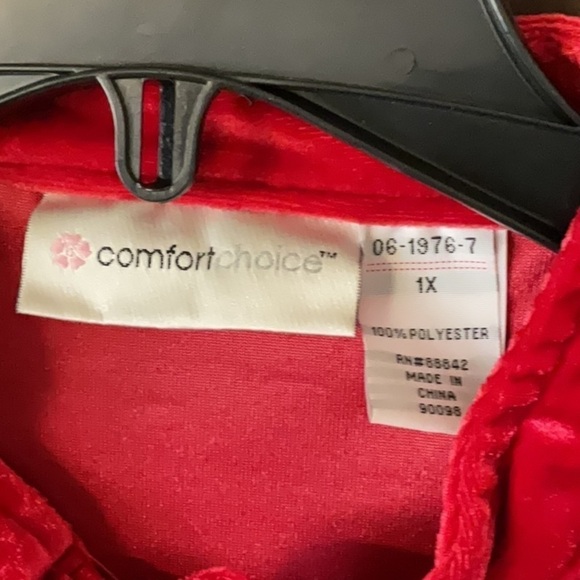 comfortchoice™
06-1976-7
1X
100% POLYESTER
RN#88842
MADE IN
CHINA
90098